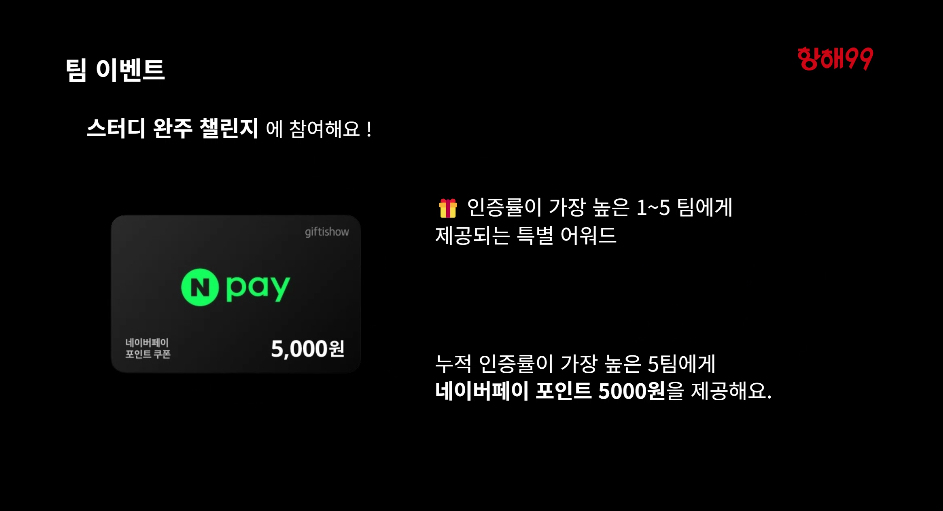 팀 이벤트
항해99
스터디 완주 챌린지 에 참여해요 !
🎁 인증률이 가장 높은 1~5 팀에게
제공되는 특별 어워드
giftishow
N pay
네이버페이
포인트 쿠폰
5,000원
누적 인증률이 가장 높은 5팀에게
네이버페이 포인트 5000원을 제공해요.